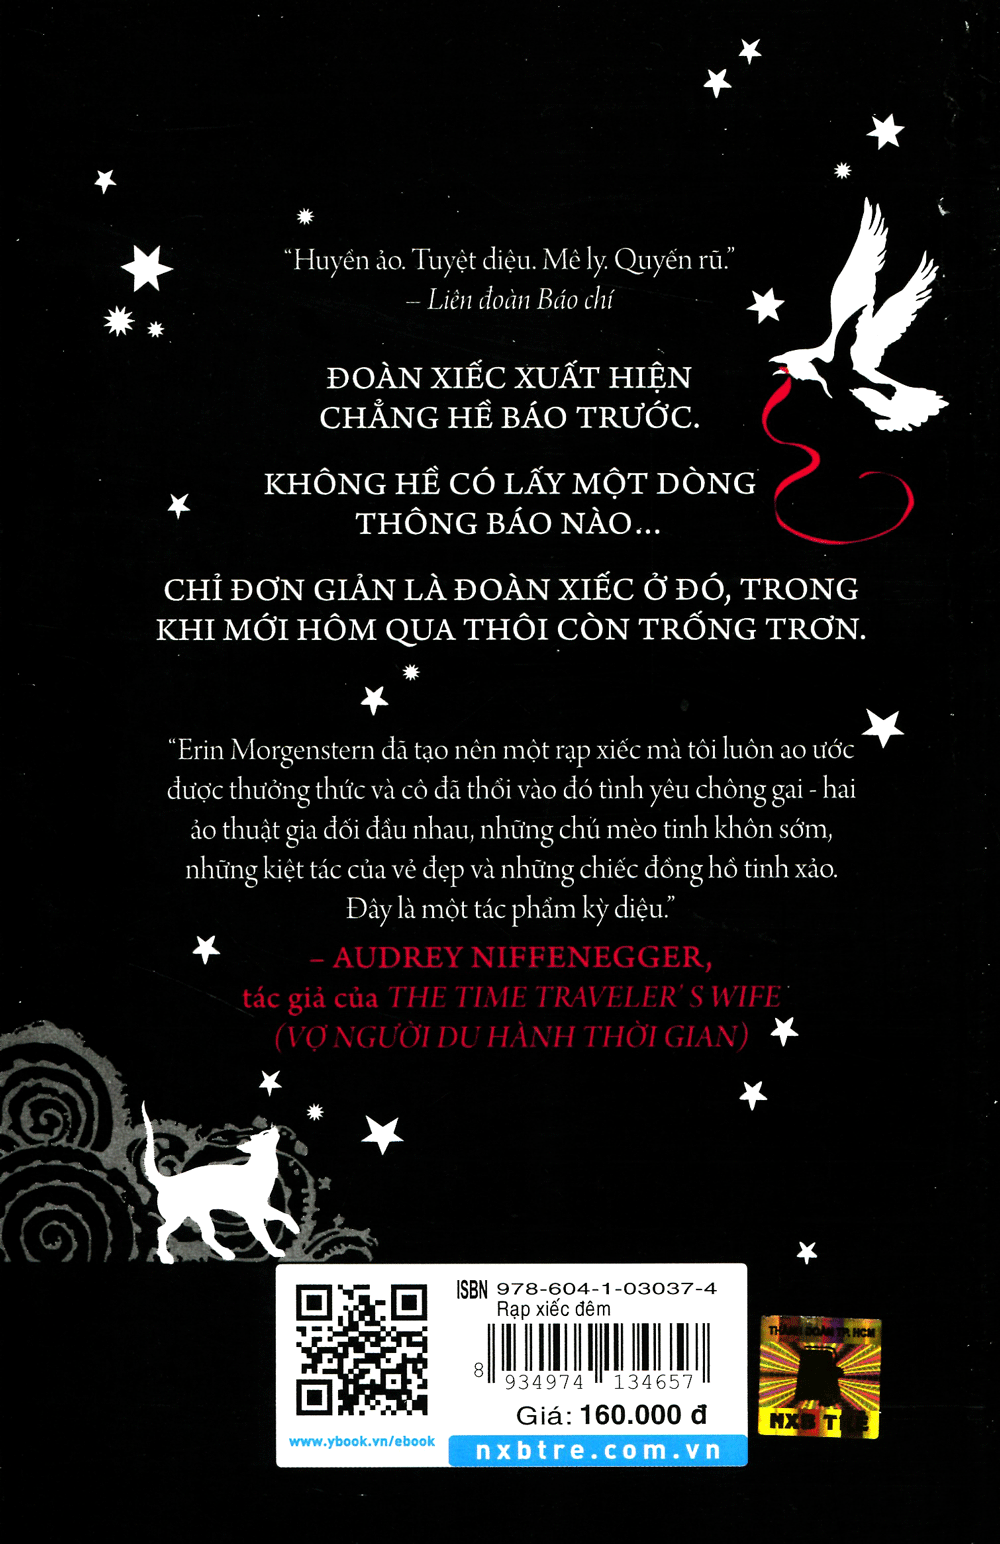 “Huyền ảo. Tuyệt diệu. Mê ly. Quyến rũ.”
– Liên đoàn Báo chí
ĐOÀN XIẾC XUẤT HIỆN
CHẲNG HỀ BÁO TRƯỚC.
KHÔNG HỀ CÓ LẤY MỘT DÒNG
THÔNG BÁO NÀO...
CHỈ ĐƠN GIẢN LÀ ĐOÀN XIẾC Ở ĐÓ, TRONG
KHI MỚI HÔM QUA THÔI CÒN TRỐNG TRƠN.
“Erin Morgenstern đã tạo nên một rạp xiếc mà tôi luôn ao ước
được thưởng thức và cô đã thổi vào đó tình yêu chông gai - hai
ảo thuật gia đối đầu nhau, những chú mèo tinh khôn sớm,
những kiệt tác của vẻ đẹp và những chiếc đồng hồ tinh xảo.
Đây là một tác phẩm kỳ diệu.”
– AUDREY NIFFENEGGER,
tác giả của THE TIME TRAVELER' S WIFE
(VỢ NGƯỜI DU HÀNH THỜI GIAN)
ISBN 978-604-1-03037-4
Rạp xiếc đêm
8 934974 134657
Giá: 160.000 đ
www.ybook.vn/ebook
nxbtre.com.vn
THÀNH ĐOÀN TP. HCM
NXB TRẺ